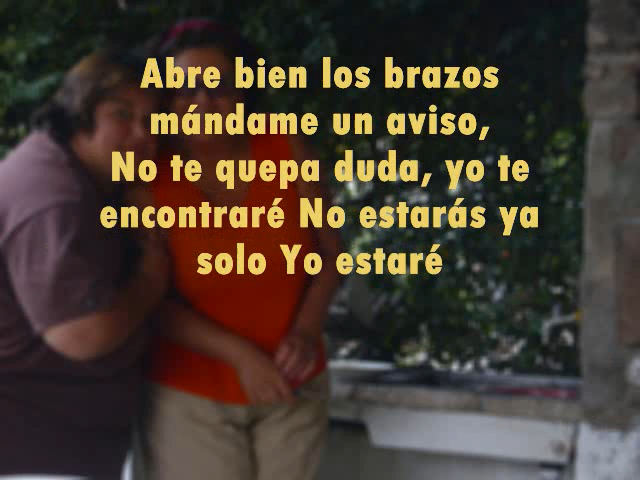 Abre bien los brazos
mándame un aviso,
No te quepa duda, yo te
encontraré No estarás ya
solo Yo estaré